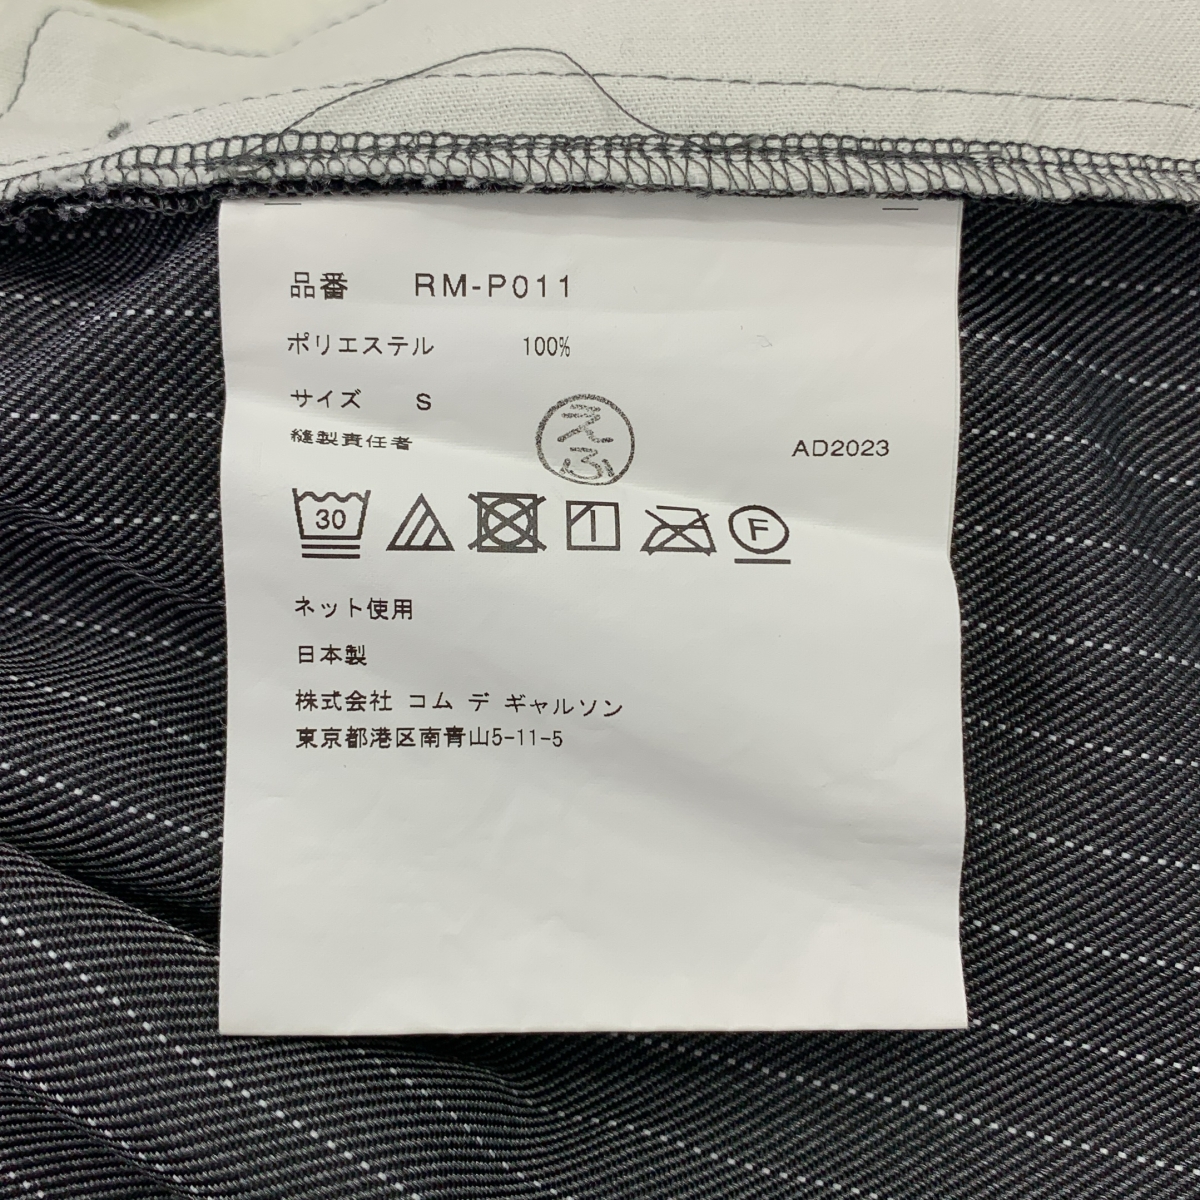 品番 RM-P011
ポリエステル 100%
サイズ S
縫製責任者 えふ AD2023
30 F
ネット使用
日本製
株式会社 コム デ ギャルソン
東京都港区南青山5-11-5